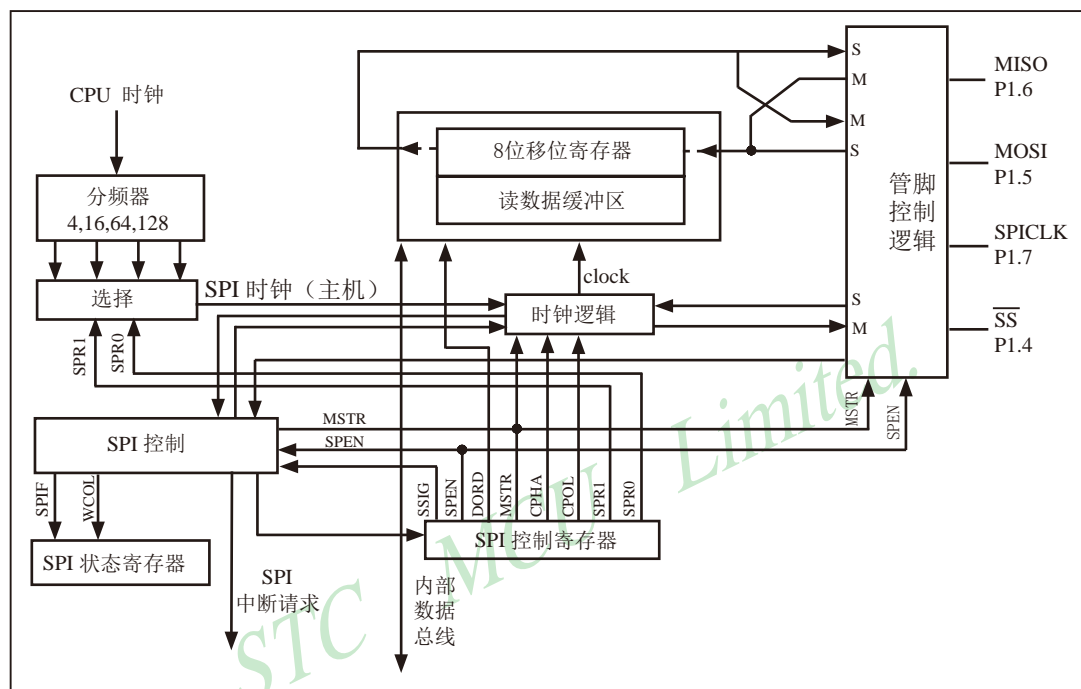 CPU 时钟
分频器
4,16,64,128
选择
SPI 时钟（主机）
SPR1
SPR0
8位移位寄存器
读数据缓冲区
clock
时钟逻辑
S
M
M
S
S
M
管脚
控制
逻辑
MISO
P1.6
MOSI
P1.5
SPICLK
P1.7
SS
P1.4
MSTR
SPEN
SPI 控制
MSTR
SPEN
SPIF
WCOL
SPI 状态寄存器
SPI
中断请求
SSIG
SPEN
DORD
MSTR
CPHA
CPOL
SPR1
SPR0
SPI 控制寄存器
内部
数据
总线
STC MCU Limited.